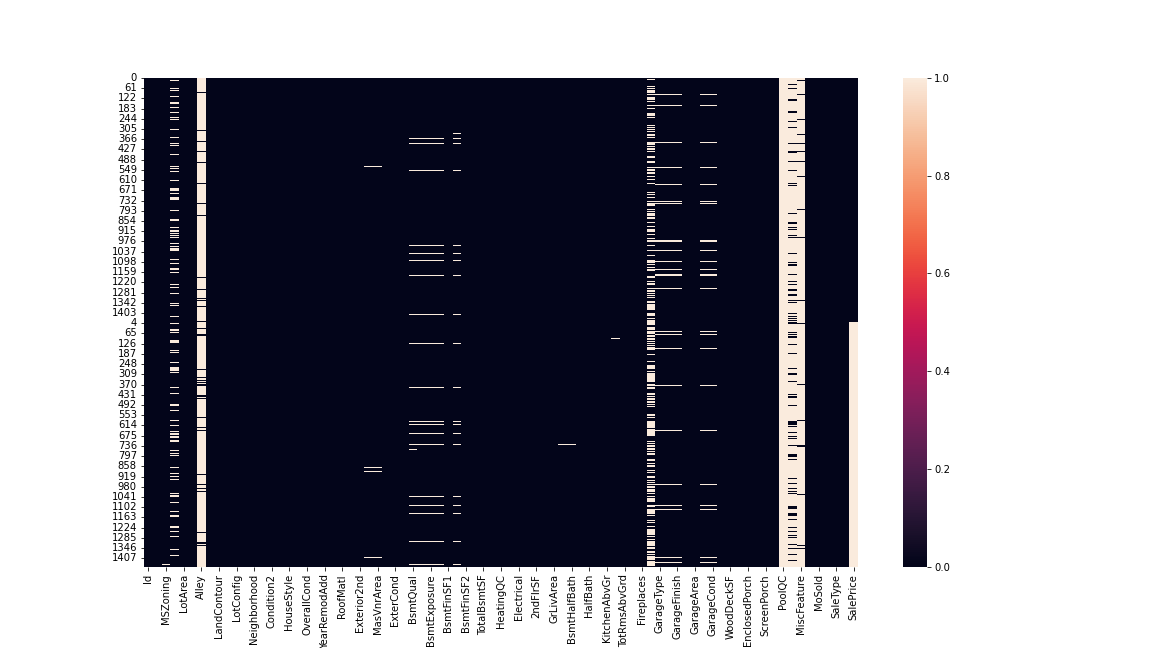 0
61
122
183
244
305
366
427
488
549
610
671
732
793
854
915
976
1037
1098
1159
1220
1281
1342
1403
4
65
126
187
248
309
370
431
492
553
614
675
736
797
858
919
980
1041
1102
1163
1224
1285
1346
1407
Id
MSZoning
LotArea
Alley
LandContour
LotConfig
Neighborhood
Condition2
HouseStyle
OverallCond
YearRemodAdd
RoofMatl
Exterior2nd
MasVnrArea
ExterCond
BsmtQual
BsmtExposure
BsmtFinSF1
BsmtFinSF2
TotalBsmtSF
HeatingQC
Electrical
2ndFlrSF
GrLivArea
BsmtHalfBath
HalfBath
KitchenAbvGr
TotRmsAbvGrd
Fireplaces
GarageType
GarageFinish
GarageArea
GarageCond
WoodDeckSF
EnclosedPorch
ScreenPorch
PoolQC
MiscFeature
MoSold
SaleType
SalePrice
1.0
0.8
0.6
0.4
0.2
0.0